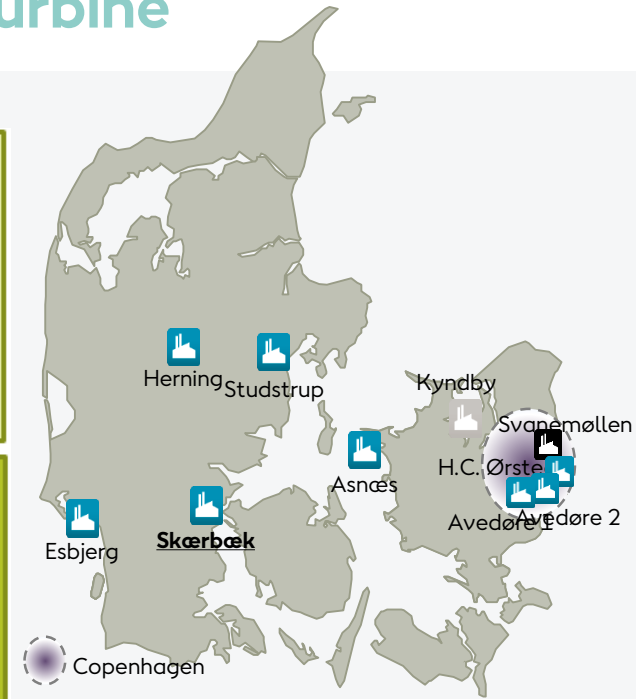 urbine
Kyndby
Herning
Studstrup
Svanemøllen
H.C. Ørste
Asnæs
Avedøre 1
Avedøre 2
Esbjerg
Skærbæk
Copenhagen